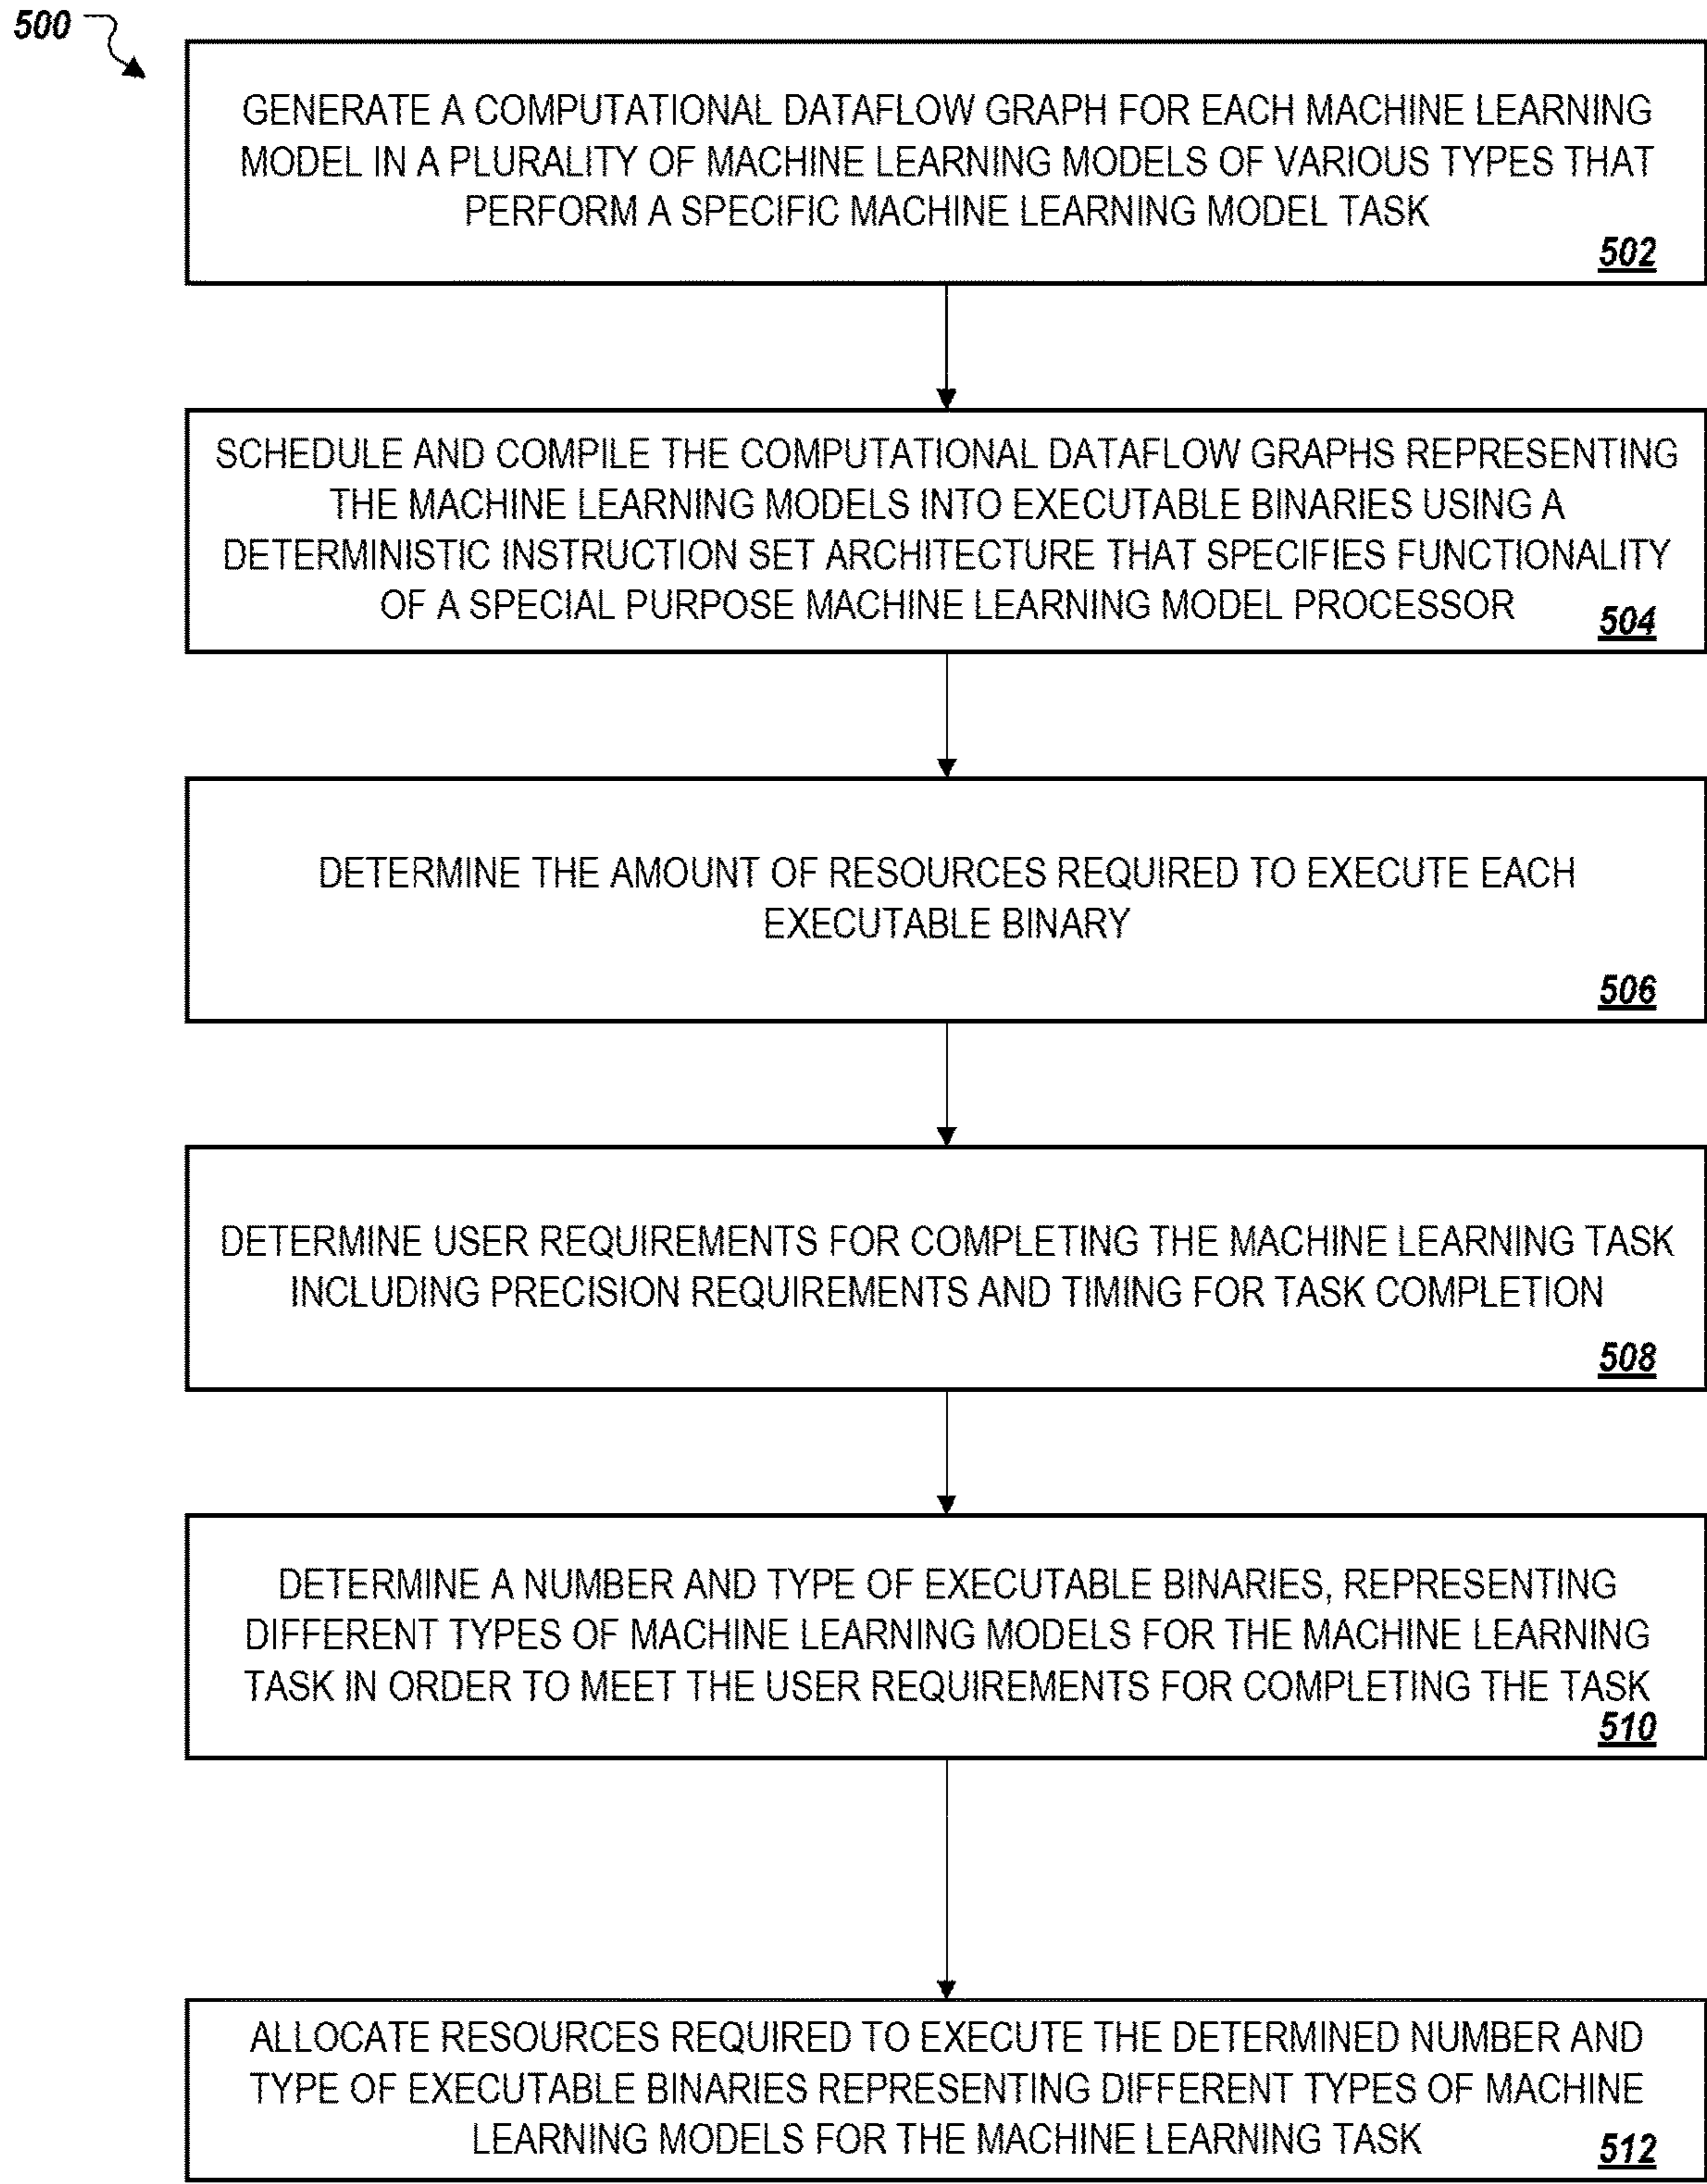 500
GENERATE A COMPUTATIONAL DATAFLOW GRAPH FOR EACH MACHINE LEARNING
MODEL IN A PLURALITY OF MACHINE LEARNING MODELS OF VARIOUS TYPES THAT
PERFORM A SPECIFIC MACHINE LEARNING MODEL TASK
502
SCHEDULE AND COMPILE THE COMPUTATIONAL DATAFLOW GRAPHS REPRESENTING
THE MACHINE LEARNING MODELS INTO EXECUTABLE BINARIES USING A
DETERMINISTIC INSTRUCTION SET ARCHITECTURE THAT SPECIFIES FUNCTIONALITY
OF A SPECIAL PURPOSE MACHINE LEARNING MODEL PROCESSOR
504
DETERMINE THE AMOUNT OF RESOURCES REQUIRED TO EXECUTE EACH
EXECUTABLE BINARY
506
DETERMINE USER REQUIREMENTS FOR COMPLETING THE MACHINE LEARNING TASK
INCLUDING PRECISION REQUIREMENTS AND TIMING FOR TASK COMPLETION
508
DETERMINE A NUMBER AND TYPE OF EXECUTABLE BINARIES, REPRESENTING
DIFFERENT TYPES OF MACHINE LEARNING MODELS FOR THE MACHINE LEARNING
TASK IN ORDER TO MEET THE USER REQUIREMENTS FOR COMPLETING THE TASK
510
ALLOCATE RESOURCES REQUIRED TO EXECUTE THE DETERMINED NUMBER AND
TYPE OF EXECUTABLE BINARIES REPRESENTING DIFFERENT TYPES OF MACHINE
LEARNING MODELS FOR THE MACHINE LEARNING TASK
512